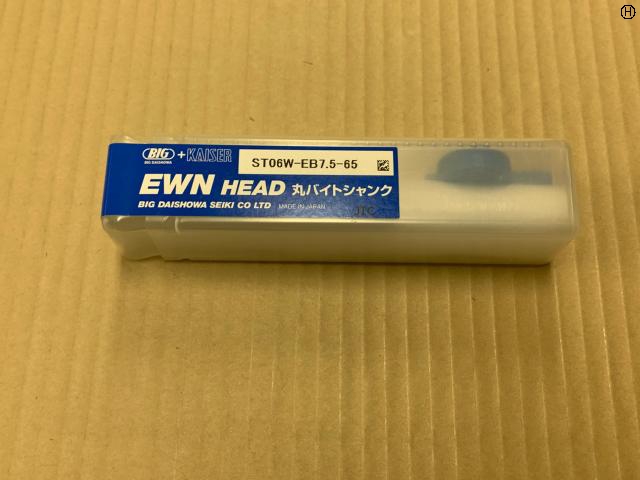 BIG +KAISER
BIG DAISHOWA
ST06W-EB7.5-65
EWN HEAD 丸バイトシャンク
BIG DAISHOWA SEIKI CO LTD MADE IN JAPAN
JTC
H